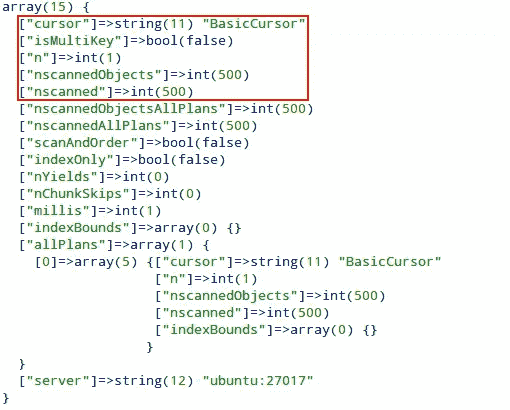 array(15) {
["cursor"]=>string(11) "BasicCursor"
["isMultiKey"]=>bool(false)
["n"]=>int(1)
["nscannedObjects"]=>int(500)
["nscanned"]=>int(500)
["nscannedObjectsAllPlans"]=>int(500)
["nscannedAllPlans"]=>int(500)
["scanAndOrder"]=>bool(false)
["indexOnly"]=>bool(false)
["nYields"]=>int(0)
["nChunkSkips"]=>int(0)
["millis"]=>int(1)
["indexBounds"]=>array(0) {}
["allPlans"]=>array(1) {
[0]=>array(5) {["cursor"]=>string(11) "BasicCursor"
["n"]=>int(1)
["nscannedObjects"]=>int(500)
["nscanned"]=>int(500)
["indexBounds"]=>array(0) {}
}
}
["server"]=>string(12) "ubuntu:27017"
}